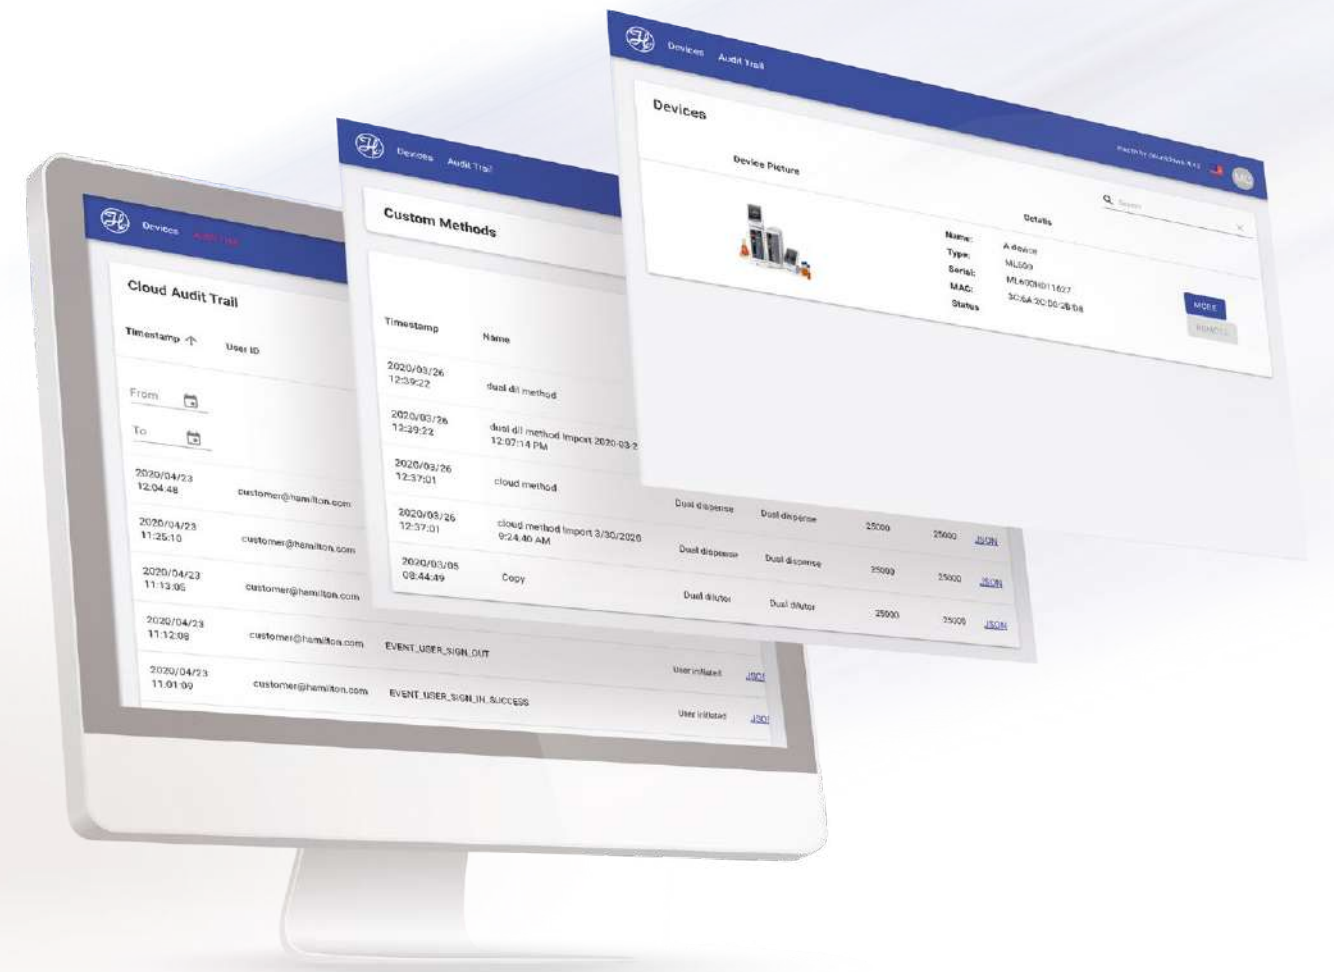 Devices Audit Trail
Devices
Device Picture
Search
Details
Name: A device
Type: ML600
Serial: ML600HD11627
MAC:
Status
MORE
REMOVE
Devices Audit Trail
Custom Methods
Timestamp Name
2020/03/26
12:39:22
dual dil method
2020/03/26
12:39:22
dual dil method Import 2020-03-2
12:07:14 PM
2020/03/26
12:37:01
cloud method
Dual dispense Dual dispense 25000 25000 JSON
2020/03/26
12:37:01
cloud method Import 3/30/2020
9:24:40 AM
Dual dispense Dual dispense 25000 25000 JSON
2020/03/05
08:44:49
Copy
Dual dilutor Dual dilutor 25000 25000 JSON
Devices Audit Trail
Cloud Audit Trail
Timestamp User ID
From
To
2020/04/23
12:04:48
customer@hamilton.com
2020/04/23
11:25:10
customer@hamilton.com
2020/04/23
11:13:05
customer@hamilton.com
2020/04/23
11:12:08
customer@hamilton.com EVENT_USER_SIGN_OUT User initiated JSO
2020/04/23
11:01:09
customer@hamilton.com EVENT_USER_SIGN_IN_SUCCESS User initiated JSO